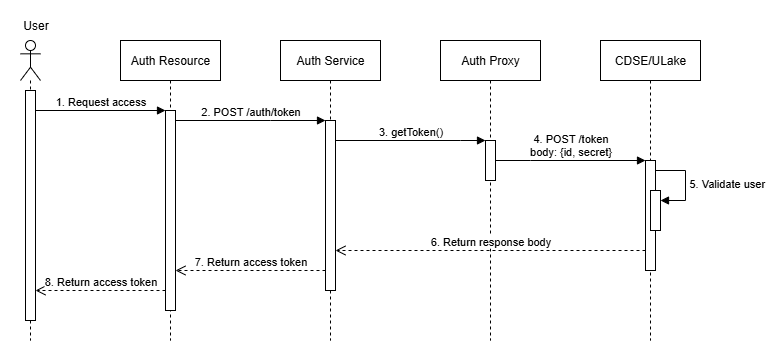 User
Auth Resource
Auth Service
Auth Proxy
CDSE/ULake
1. Request access
2. POST /auth/token
3. getToken()
4. POST /token
body: {id, secret}
5. Validate user
6. Return response body
7. Return access token
8. Return access token